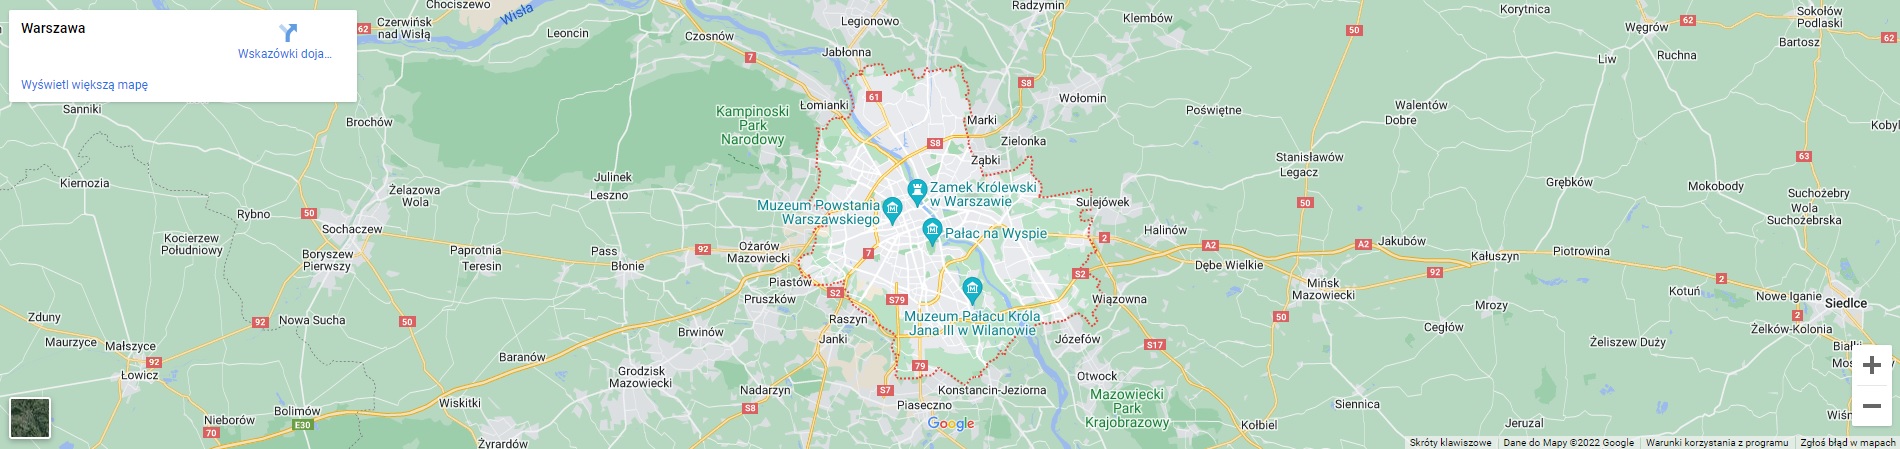 Warszawa
Wskazówki doja...
Wyświetl większą mapę
Chociszewo
Czerwińsk
nad Wisłą
Wisła
62
Leoncin
Czosnów
7
Legionowo
Jabłonna
Radzymin
Klembów
50
Korytnica
Węgrów
62
Sokołów
Podlaski
62
Bartosz
Ruchna
Liw
Sanniki
Brochów
Kampinoski
Park
Narodowy
Łomianki
61
S8
Wołomin
Marki
Zielonka
S8
Ząbki
Poświętne
Walentów
Dobre
Stanisławów
Legacz
63
Kiernozia
Żelazowa
Wola
Julinek
Leszno
Zamek Królewski
w Warszawie
Muzeum Powstania
Warszawskiego
Pałac na Wyspie
Sulejówek
50
Grębków
Mokobody
Suchożebry
Wola
Suchożebrska
Rybno
50
Sochaczew
Kocierzew
Południowy
Boryszew
Pierwszy
Paprotnia
Teresin
Pass
Błonie
92
Ożarów
Mazowiecki
7
2
Halinów
A2
Dębe Wielkie
A2
Jakubów
92
Kałuszyn
Piotrowina
2
Piastów
S2
Pruszków
S79
S2
Mińsk
Mazowiecki
Wiązowna
Kotuń
Nowe Iganie
Siedlce
2
Mrozy
Zduny
92
Nowa Sucha
50
Muzeum Pałacu Króla
Jana III w Wilanowie
Raszyn
Brwinów
Janki
Józefów
S17
50
Cegłów
Żelków-Kolonia
Żeliszew Duży
Maurzyce
Małszyce
92
Łowicz
Baranów
Grodzisk
Mazowiecki
79
Otwock
Nadarzyn
S7
Konstancin-Jeziorna
Mazowiecki
Park
Krajobrazowy
Wiskitki
S8
Piaseczno
Siennica
Nieborów
Bolimów
70
E30
Żyrardów
Kołbiel
Jeruzal
Google
Skróty klawiszowe
Dane do Mapy ©2022 Google
Warunki korzystania z programu
Zgłoś błąd w mapach